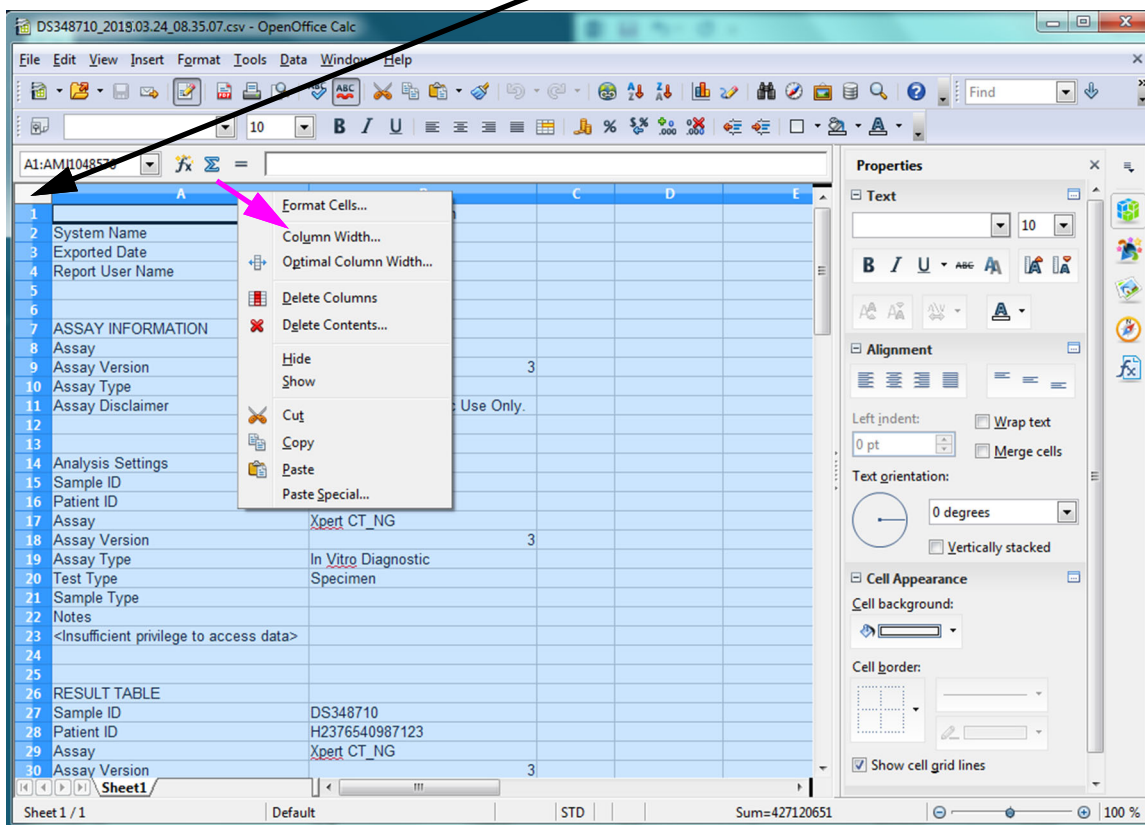 DS348710_2019.03.24_08.35.07.csv - OpenOffice Calc
File Edit View Insert Format Tools Data Window Help
ABC ABC Find
10 B I U
A1:AMJ1048576 fx Σ =
A C D E
1
2 System Name
3 Exported Date
4 Report User Name
5
6
7 ASSAY INFORMATION
8 Assay
9 Assay Version 3
10 Assay Type
11 Assay Disclaimer Use Only.
12
13
14 Analysis Settings
15 Sample ID
16 Patient ID
17 Assay Xpert CT_NG
18 Assay Version 3
19 Assay Type In Vitro Diagnostic
20 Test Type Specimen
21 Sample Type
22 Notes
23 <Insufficient privilege to access data>
24
25
26 RESULT TABLE
27 Sample ID DS348710
28 Patient ID H2376540987123
29 Assay Xpert CT_NG
30 Assay Version 3
Format Cells...
Column Width...
Optimal Column Width...
Delete Columns
Delete Contents...
Hide
Show
Cut
Copy
Paste
Paste Special...
Properties
Text
10
B I U ABC
Alignment
Left indent:
0 pt
Wrap text
Merge cells
Text orientation:
0 degrees
Vertically stacked
Cell Appearance
Cell background:
Cell border:
Show cell grid lines
Sheet1
Sheet 1 / 1 Default STD Sum=427120651 100 %